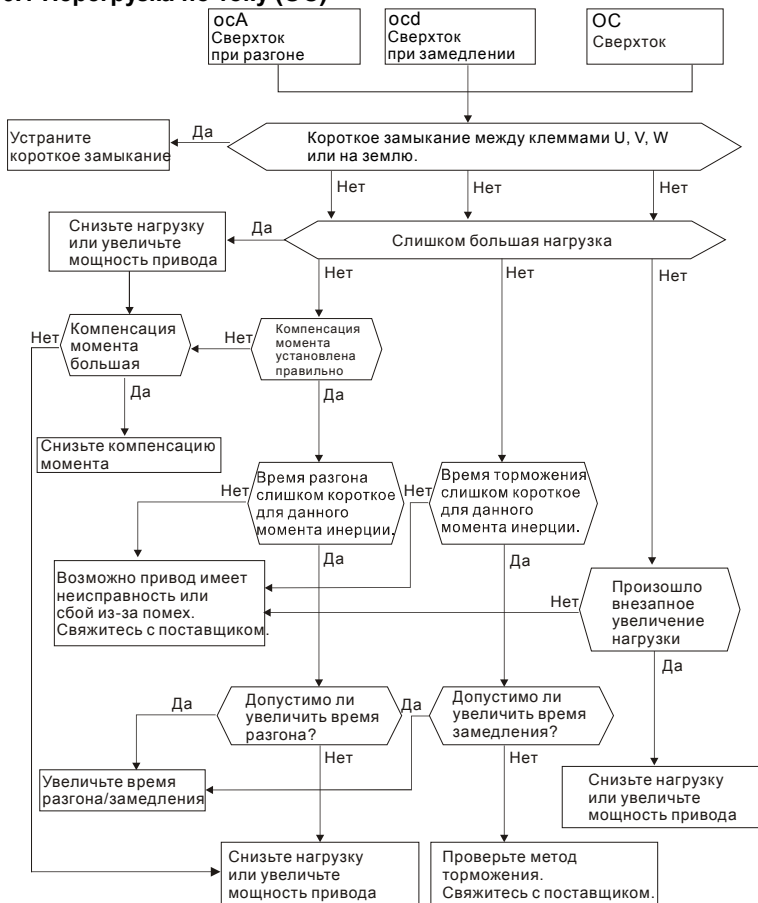 Перегрузка по току (OC)
ocA
Сверхток
при разгоне
ocd
Сверхток
при замедлении
OC
Сверхток
Да
Устраните
короткое замыкание
Короткое замыкание между клеммами U, V, W
или на землю.
Нет
Нет
Нет
Снизьте нагрузку
или увеличьте
мощность привода
Да
Слишком большая нагрузка
Нет
Нет
Нет
Нет
Компенсация
момента
большая
Нет
Компенсация
момента
установлена
правильно
Да
Да
Снизьте компенсацию
момента
Нет
Время разгона
слишком короткое
для данного
момента инерции.
Нет
Время торможения
слишком короткое
для данного
момента инерции.
Да
Да
Возможно привод имеет
неисправность или
сбой из-за помех.
Свяжитесь с поставщиком.
Нет
Произошло
внезапное
увеличение
нагрузки
Да
Да
Допустимо ли
увеличить время
разгона?
Да
Допустимо ли
увеличить время
замедления?
Нет
Нет
Увеличьте время
разгона/замедления
Снизьте нагрузку
или увеличьте
мощность привода
Снизьте нагрузку
или увеличьте
мощность привода
Проверьте метод
торможения.
Свяжитесь с поставщиком.